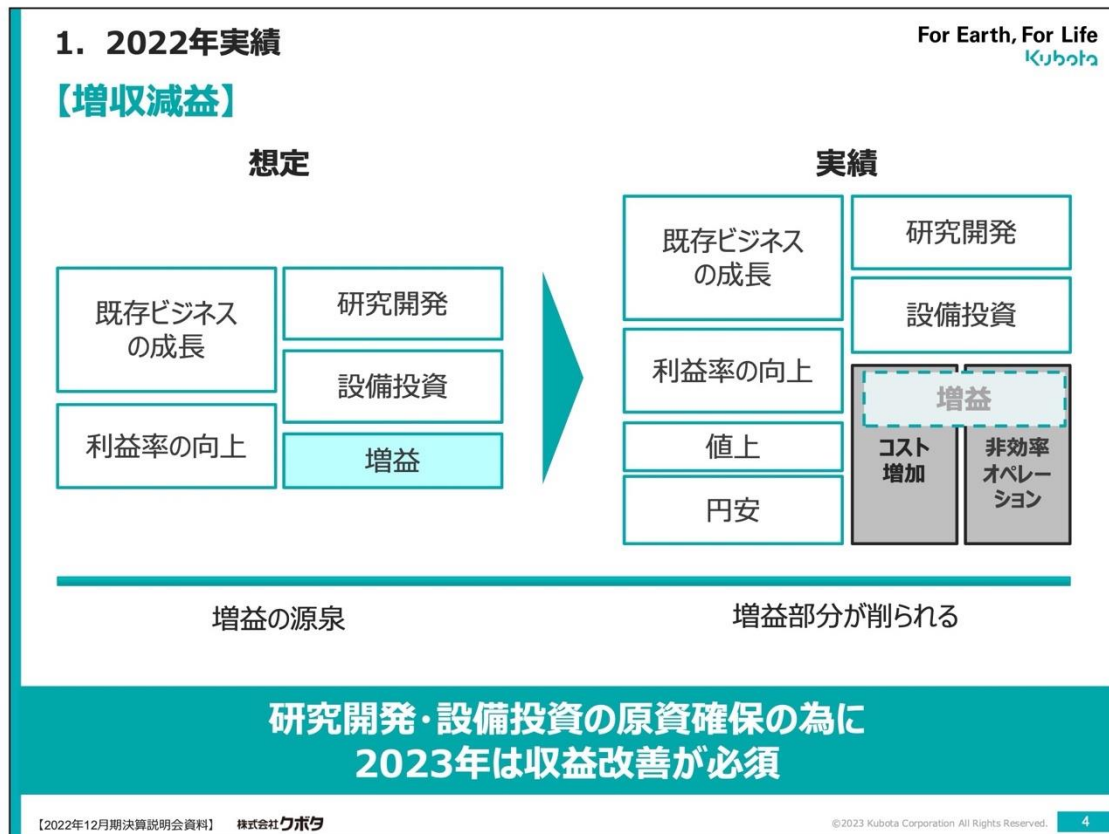 1. 2022年実績
For Earth, For Life
Kubota
【増収減益】
想定
既存ビジネス
の成長
利益率の向上
研究開発
設備投資
増益
実績
既存ビジネス
の成長
利益率の向上
値上
円安
研究開発
設備投資
増益
コスト
増加
非効率
オペレー
ション
増益の源泉
増益部分が削られる
研究開発・設備投資の原資確保の為に
2023年は収益改善が必須
【2022年12月期決算説明会資料】 株式会社クボタ
©2023 Kubota Corporation All Rights Reserved. 4